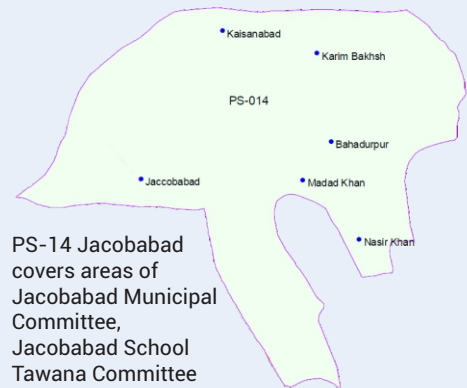 Kaisanabad
Karim Bakhsh
PS-014
Bahadurpur
Jaccobabad
Madad Khan
Nasir Khan
PS-14 Jacobabad
covers areas of
Jacobabad Municipal
Committee,
Jacobabad School
Tawana Committee